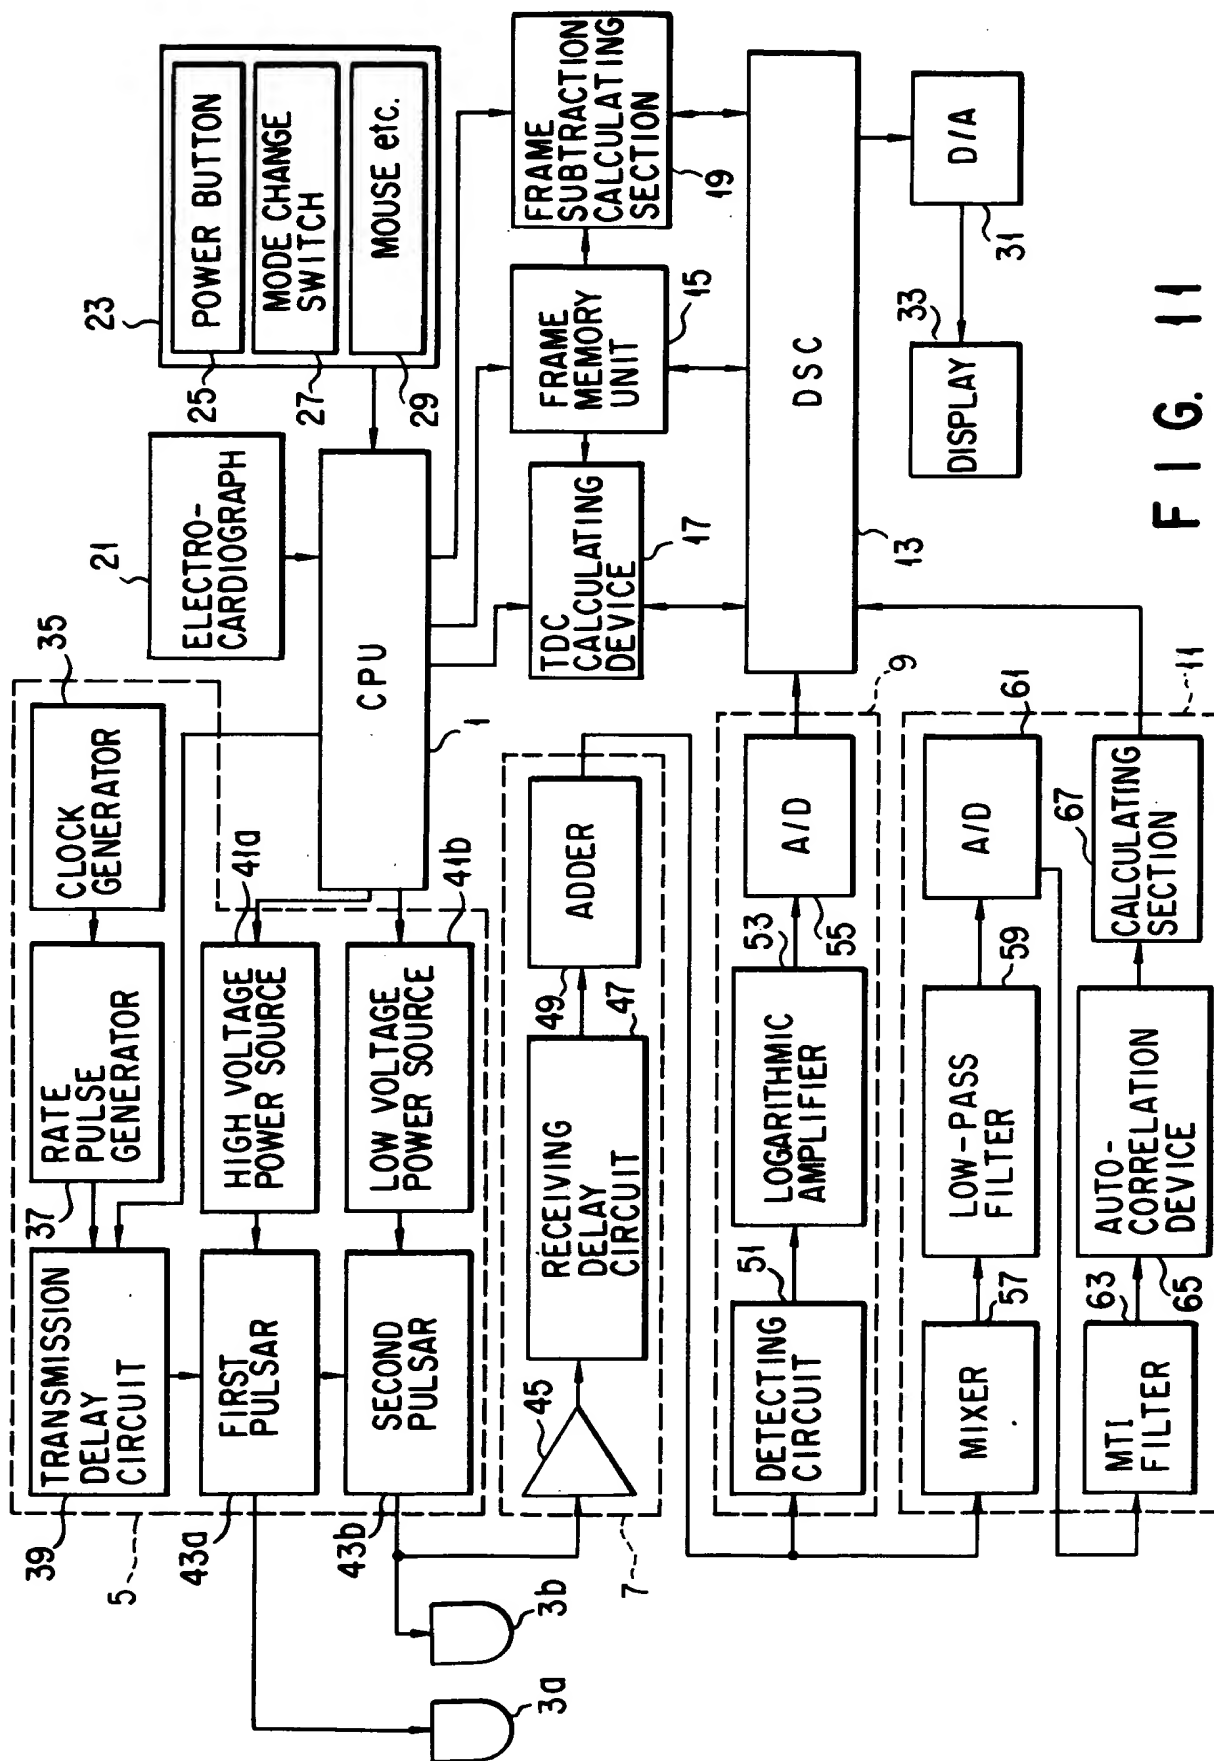 35
CLOCK
GENERATOR
RATE
PULSE
GENERATOR
37
TRANSMISSION
DELAY
CIRCUIT
39
5
41a
HIGH VOLTAGE
POWER SOURCE
FIRST
PULSAR
43a
41b
LOW VOLTAGE
POWER SOURCE
SECOND
PULSAR
43b
3a
3b
21
ELECTRO-
CARDIOGRAPH
23
POWER BUTTON
25
MODE CHANGE
SWITCH
27
MOUSE etc.
29
CPU
1
45
RECEIVING
DELAY
CIRCUIT
47
49
ADDER
7
TDC
CALCULATING
DEVICE
17
FRAME
MEMORY
UNIT
15
FRAME
SUBTRACTION
CALCULATING
SECTION
19
DETECTING
CIRCUIT
51
LOGARITHMIC
AMPLIFIER
53
A/D
55
9
DSC
13
MIXER
57
LOW-PASS
FILTER
59
A/D
61
MTI
FILTER
63
AUTO-
CORRELATION
DEVICE
65
67
CALCULATING
SECTION
11
D/A
31
33
DISPLAY
FIG. 11